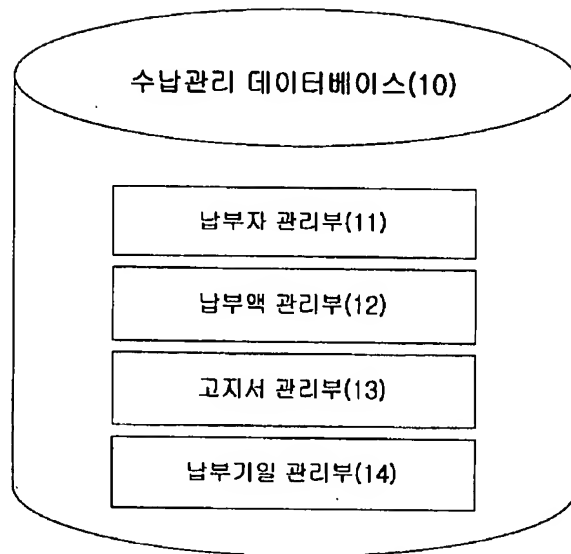 수납관리 데이터베이스(10)
납부자 관리부(11)
납부액 관리부(12)
고지서 관리부(13)
납부기일 관리부(14)